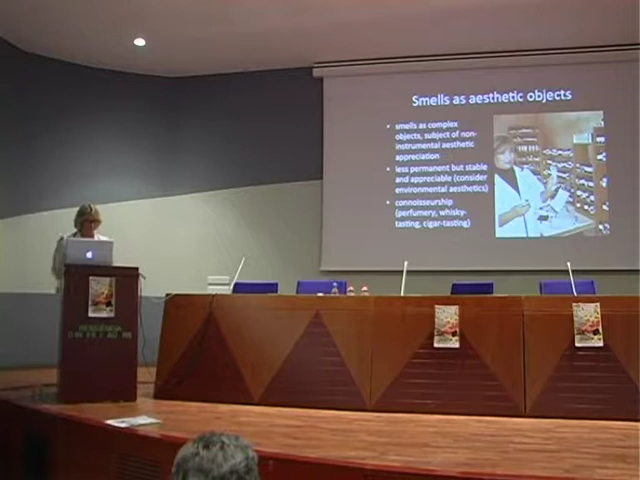 Smells as aesthetic objects
• smells as complex
objects, subject of non-
instrumental aesthetic
appreciation
• less permanent but stable
and appreciable (consider
environmental aesthetics)
• connoisseurship
(perfumery, whisky-
tasting, cigar-tasting)
RESIDÈNCIA